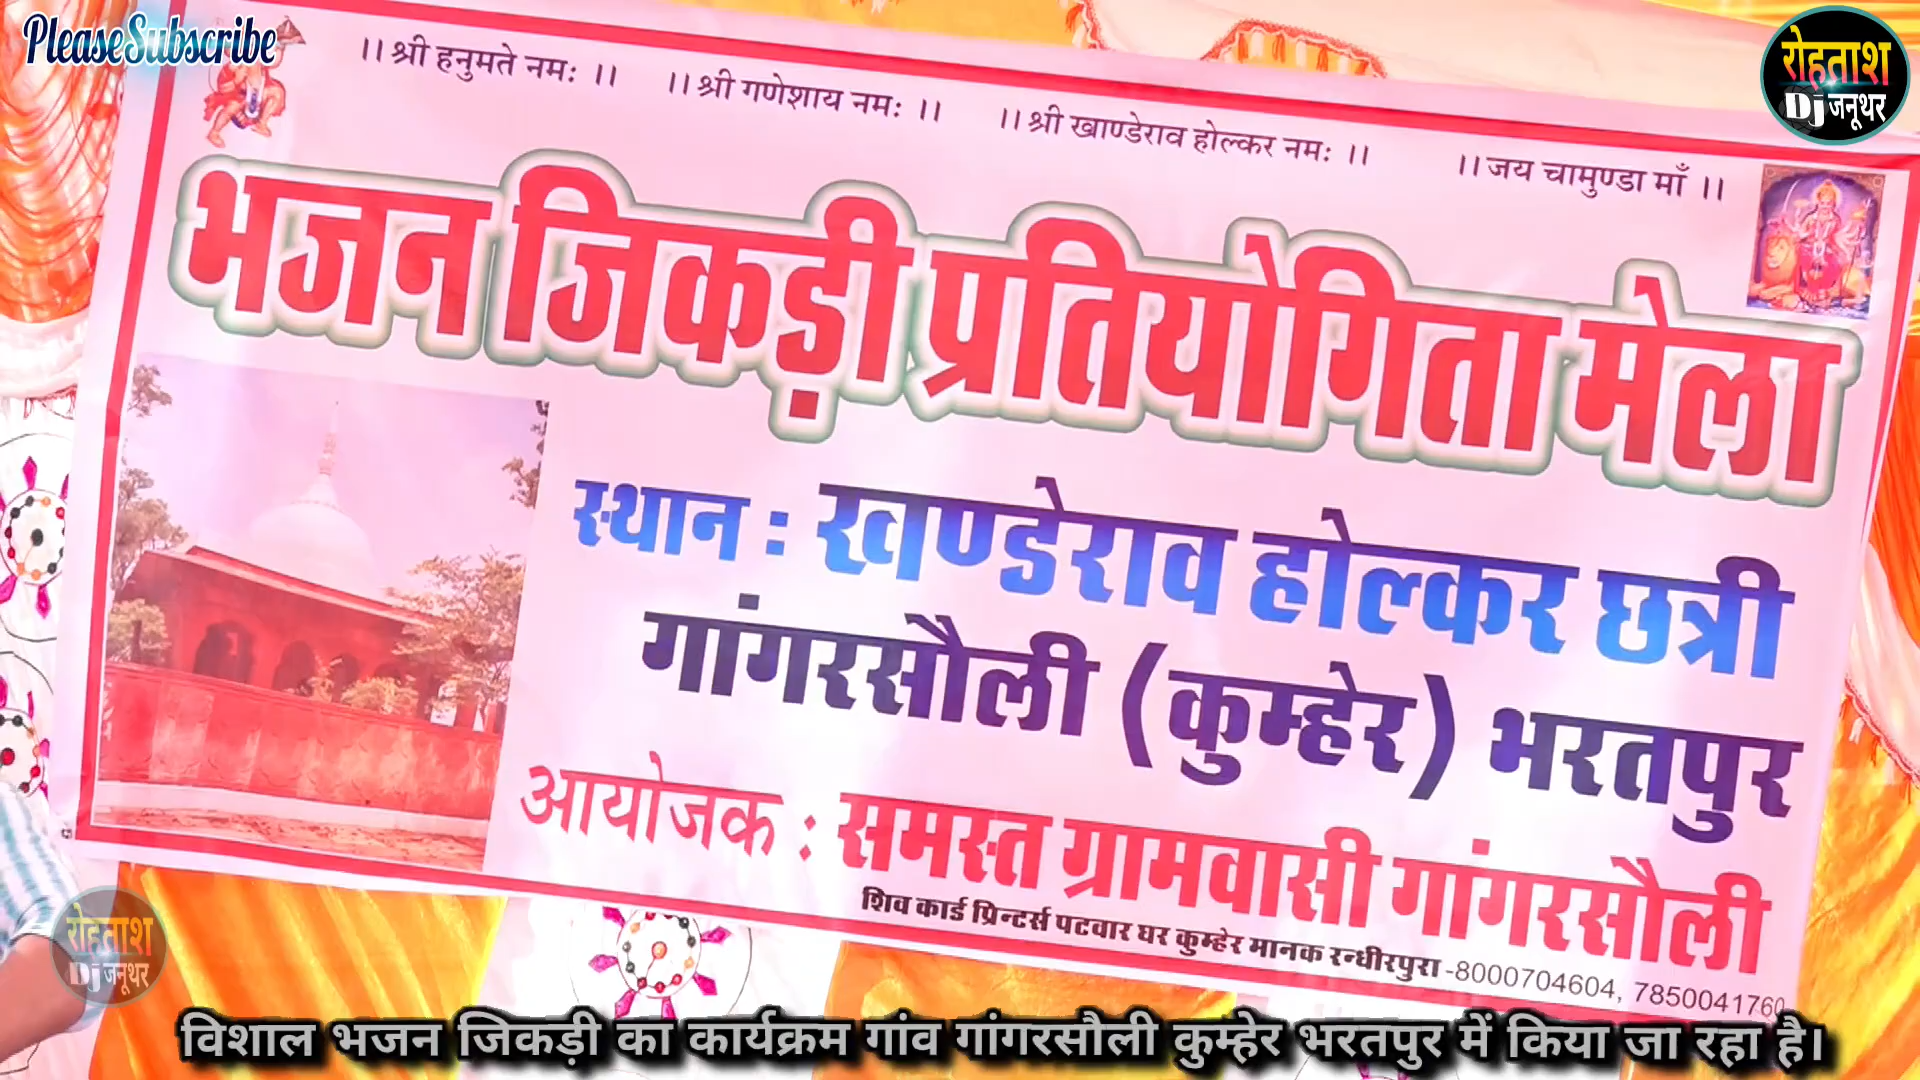 PleaseSubscribe
रोहताश
Dj जनूथर
।। श्री हनुमते नमः ।। ।। श्री गणेशाय नमः ।। ।। श्री खाण्डेराव होल्कर नमः ।। ।। जय चामुण्डा माँ ।।
भजन जिकड़ी प्रतियोगिता मेला
स्थान : खण्डेराव होल्कर छत्री
गांगरसौली (कुम्हेर) भरतपुर
आयोजक : समस्त ग्रामवासी गांगरसौली
शिव कार्ड प्रिन्टर्स पटवार घर कुम्हेर मानक रन्धीरपुरा -8000704604, 7850041760
रोहताश
Dj जनूथर
विशाल भजन जिकड़ी का कार्यक्रम गांव गांगरसौली कुम्हेर भरतपुर में किया जा रहा है।